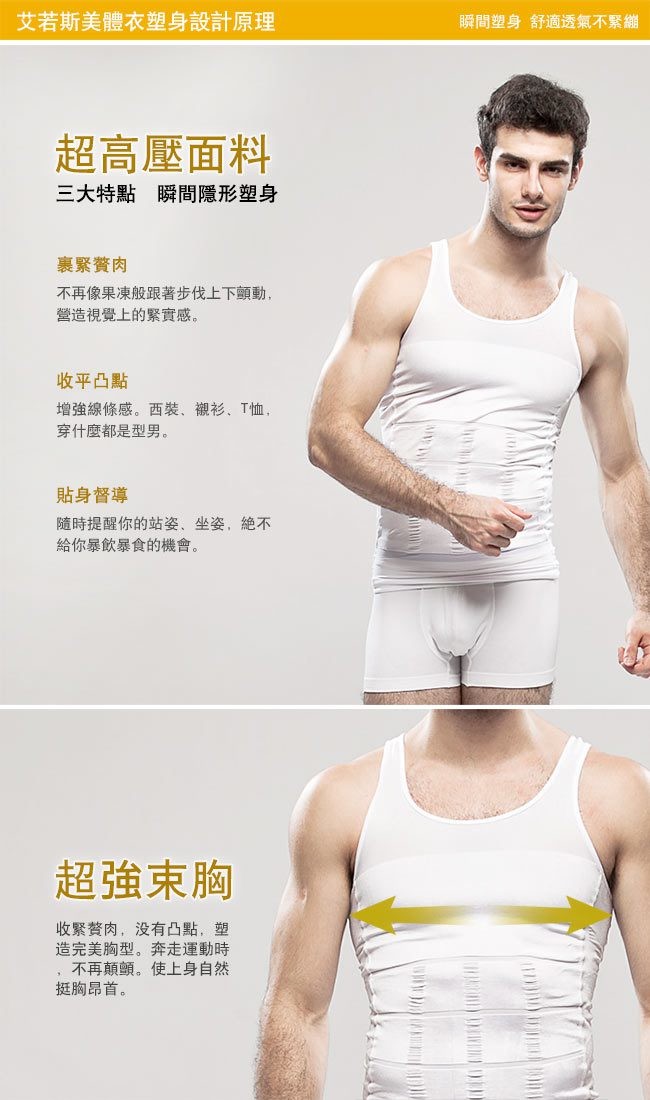 艾若斯美體衣塑身設計原理
瞬間塑身 舒適透氣不緊繃
超高壓面料
三大特點 瞬間隱形塑身
裹緊贅肉
不再像果凍般跟著步伐上下顫動，
營造視覺上的緊實感。
收平凸點
增強線條感。西裝、襯衫、T恤，
穿什麼都是型男。
貼身督導
隨時提醒你的站姿、坐姿，絕不
給你暴飲暴食的機會。
超強束胸
收緊贅肉，没有凸點，塑
造完美胸型。奔走運動時
，不再顛顫。使上身自然
挺胸昂首。